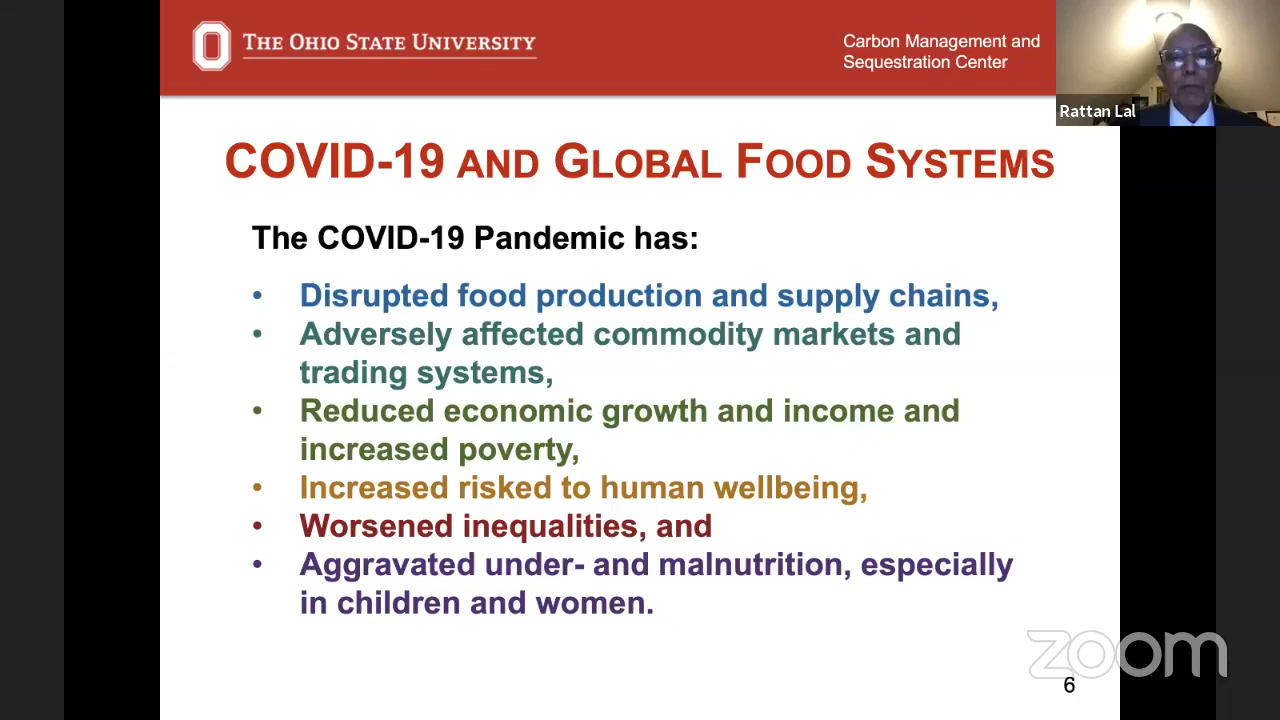 THE OHIO STATE UNIVERSITY
Carbon Management and
Sequestration Center
Rattan Lal
COVID-19 AND GLOBAL FOOD SYSTEMS
The COVID-19 Pandemic has:
• Disrupted food production and supply chains,
• Adversely affected commodity markets and
trading systems,
• Reduced economic growth and income and
increased poverty,
• Increased risked to human wellbeing,
• Worsened inequalities, and
• Aggravated under- and malnutrition, especially
in children and women.
zoom
6